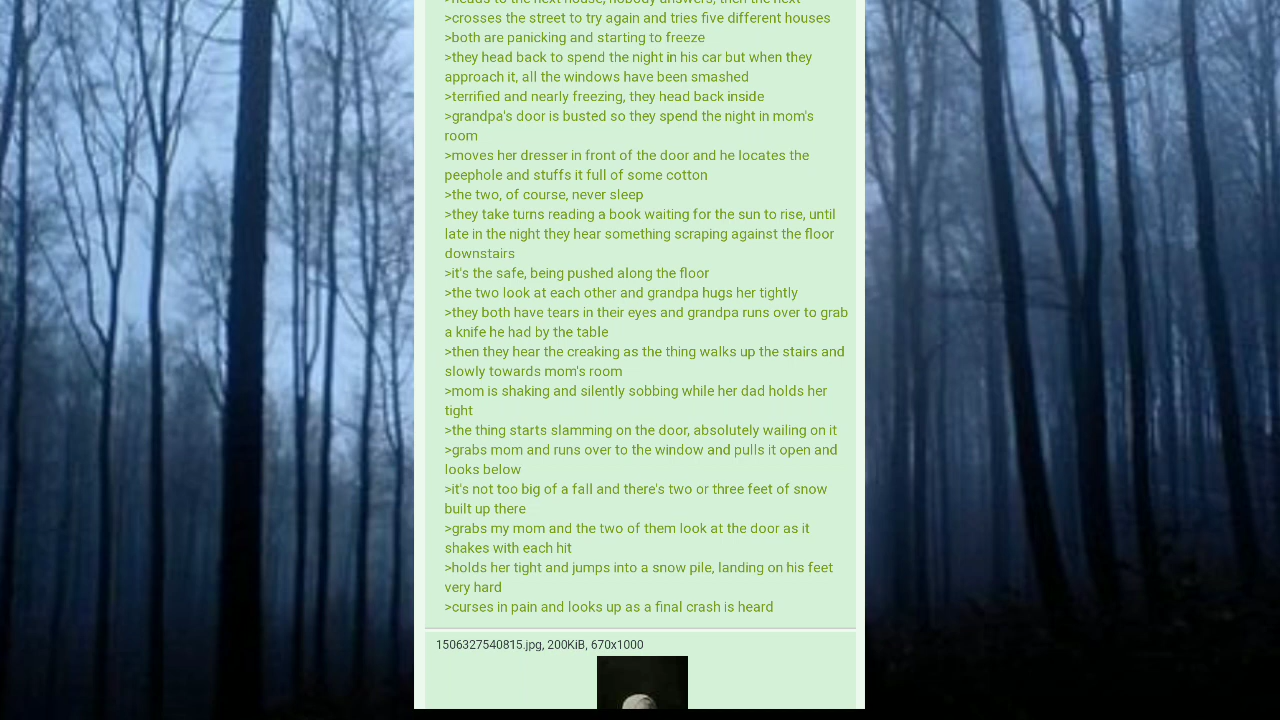 >heads to the next house, nobody answers, then the next
>crosses the street to try again and tries five different houses
>both are panicking and starting to freeze
>they head back to spend the night in his car but when they
approach it, all the windows have been smashed
>terrified and nearly freezing, they head back inside
>grandpa's door is busted so they spend the night in mom's
room
>moves her dresser in front of the door and he locates the
peephole and stuffs it full of some cotton
>the two, of course, never sleep
>they take turns reading a book waiting for the sun to rise, until
late in the night they hear something scraping against the floor
downstairs
>it's the safe, being pushed along the floor
>the two look at each other and grandpa hugs her tightly
>they both have tears in their eyes and grandpa runs over to grab
a knife he had by the table
>then they hear the creaking as the thing walks up the stairs and
slowly towards mom's room
>mom is shaking and silently sobbing while her dad holds her
tight
>the thing starts slamming on the door, absolutely wailing on it
>grabs mom and runs over to the window and pulls it open and
looks below
>it's not too big of a fall and there's two or three feet of snow
built up there
>grabs my mom and the two of them look at the door as it
shakes with each hit
>holds her tight and jumps into a snow pile, landing on his feet
very hard
>curses in pain and looks up as a final crash is heard
1506327540815.jpg, 200KiB, 670x1000